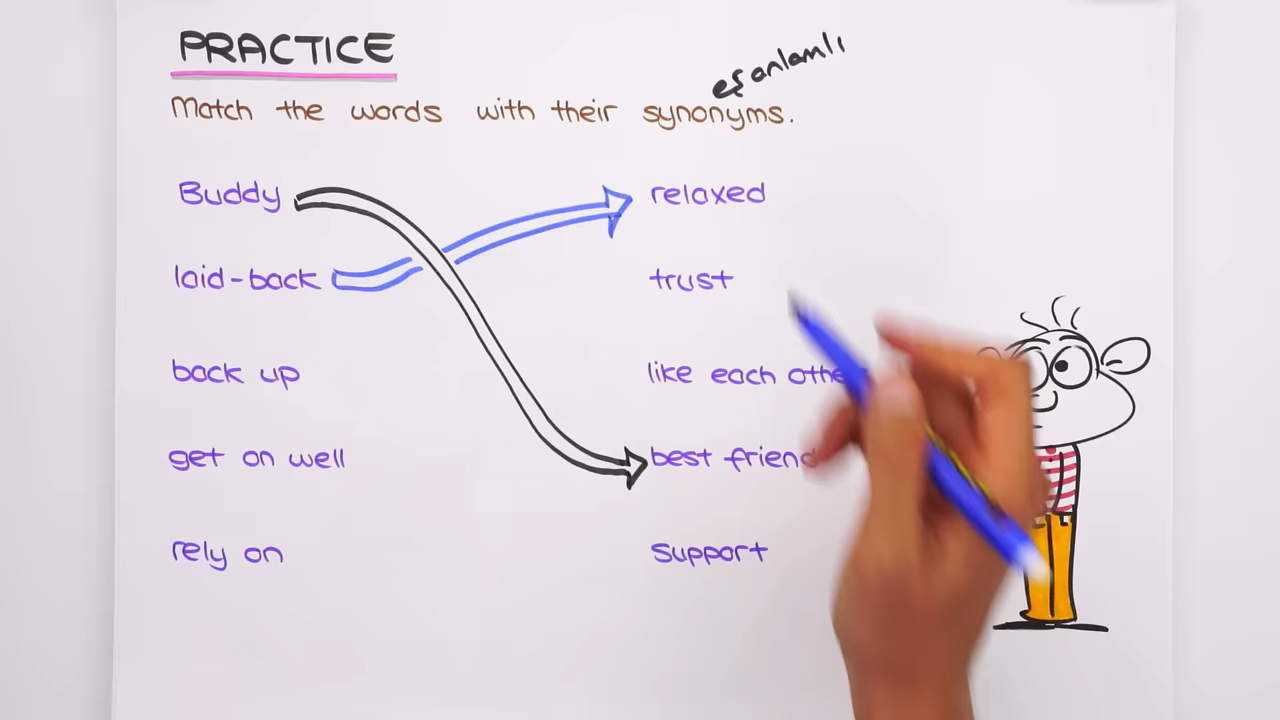 PRACTICE
eş anlamlı
Match the words with their synonyms.
Buddy relaxed
laid-back trust
back up like each othe
get on well best friend
rely on support